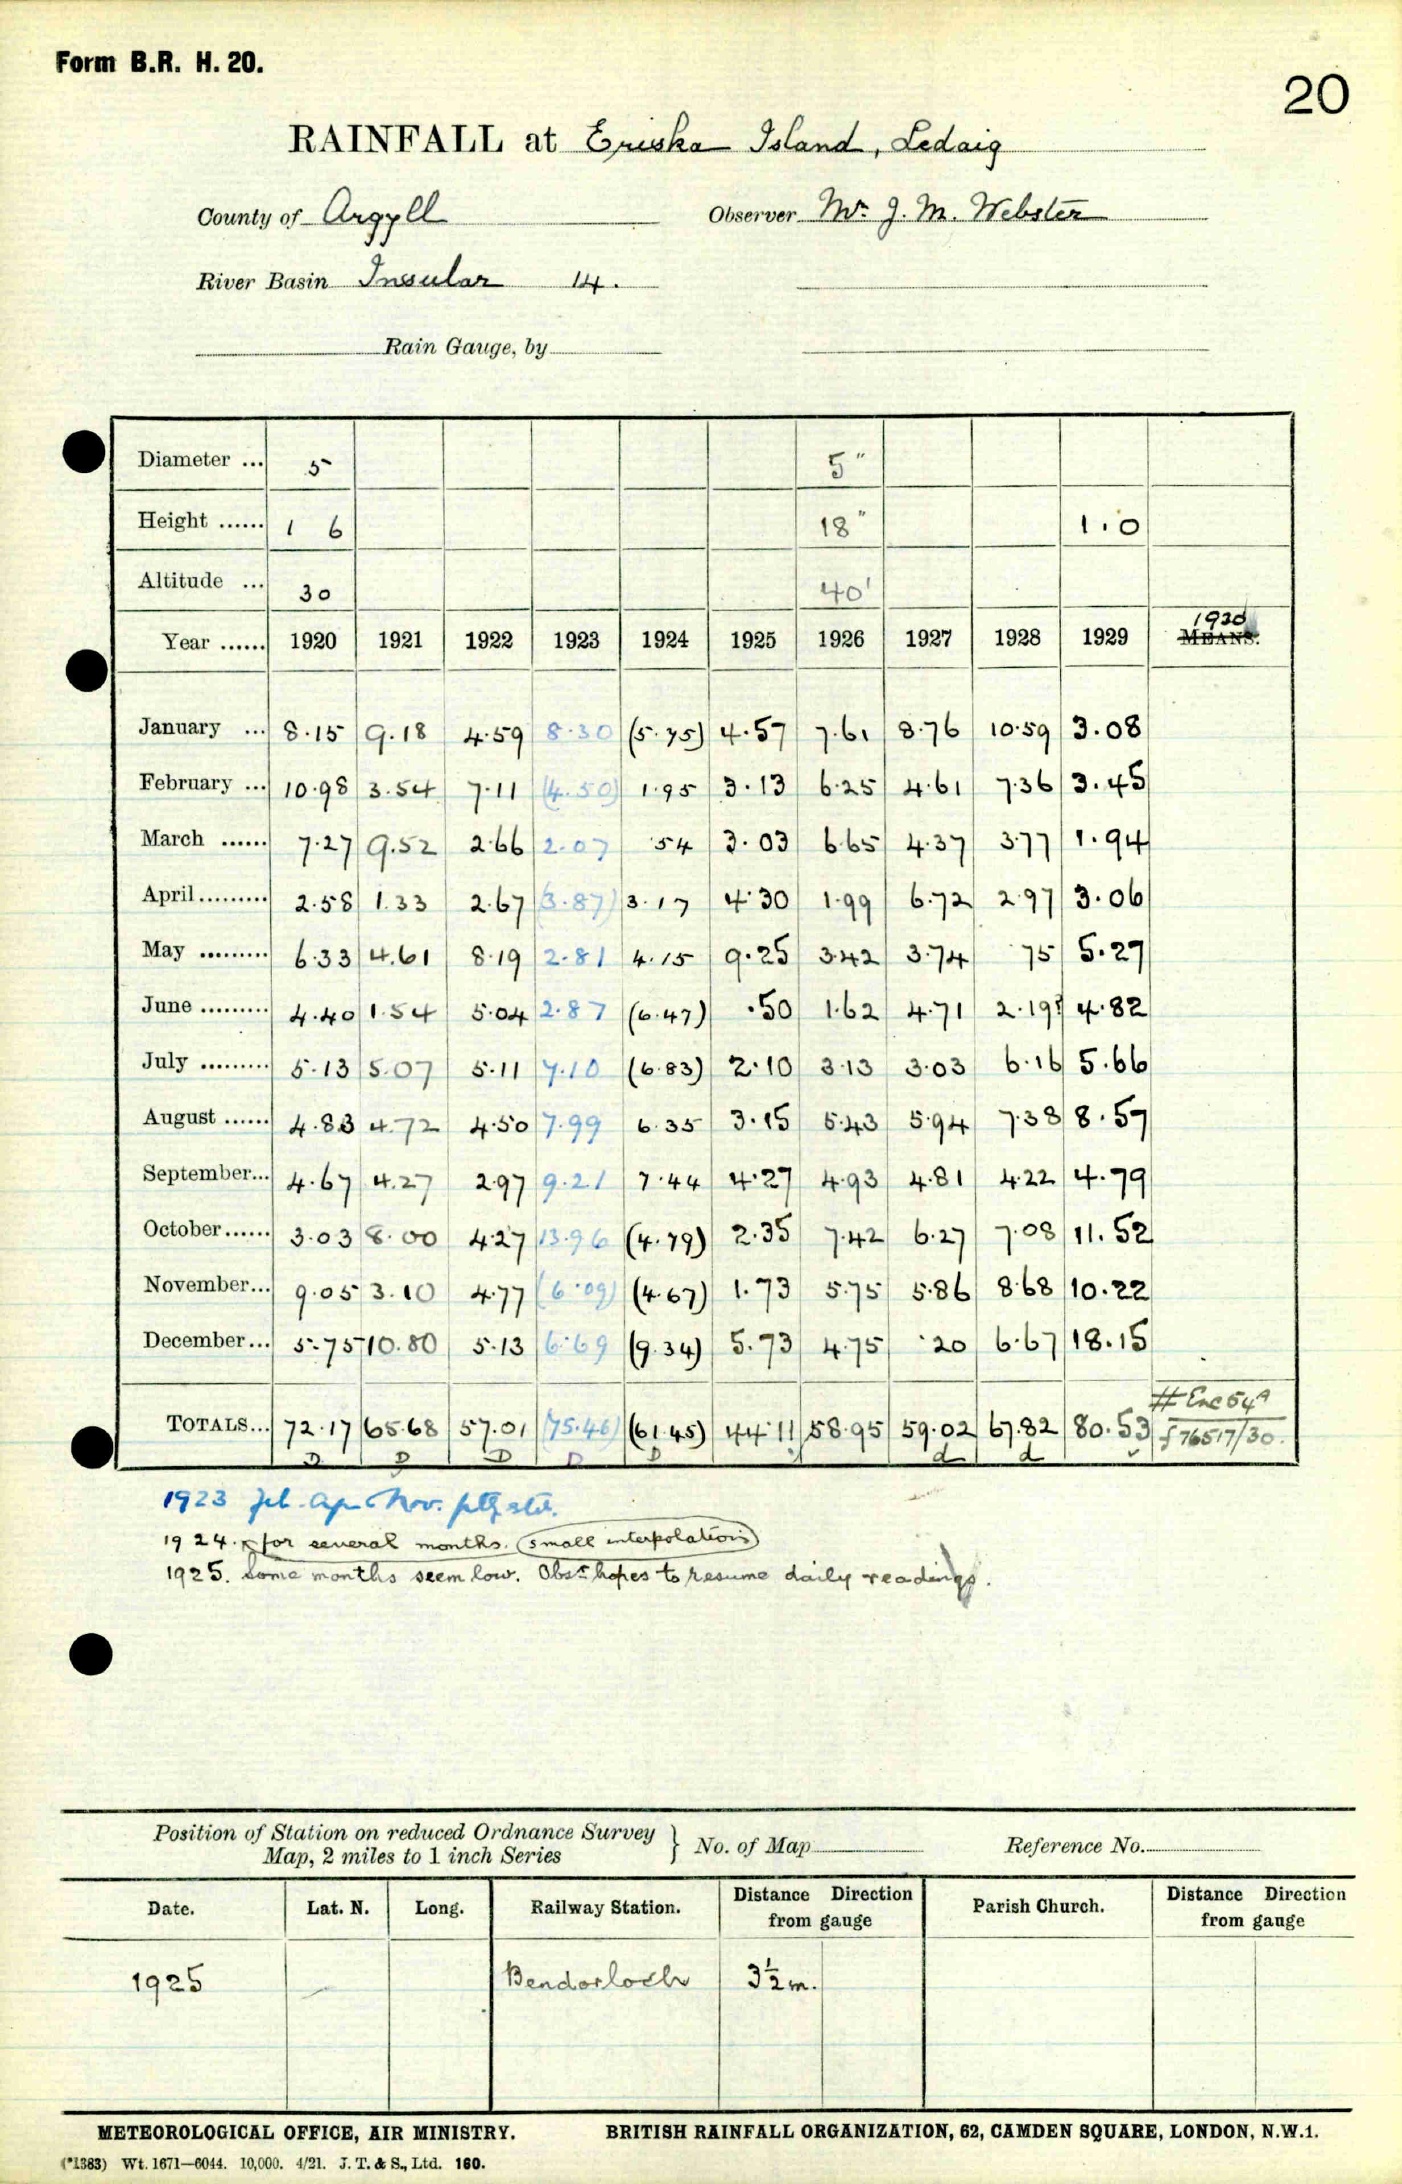 Form B.R. H. 20.
20
RAINFALL at Eriska Island, Ledaig
County of Argyll Observer Mr. J. M. Webster
River Basin Insular 14.
Rain Gauge, by
Diameter ... 5 5"
Height ...... 1 6 18" 1.0
Altitude ... 30 40'
Year ...... 1920 1921 1922 1923 1924 1925 1926 1927 1928 1929 1930 MEANS.
January ... 8.15 9.18 4.59 8.30 (5.75) 4.57 7.61 8.76 10.59 3.08
February ... 10.98 3.54 7.11 (4.50) 1.95 3.13 6.25 4.61 7.36 3.45
March ...... 7.27 9.52 2.66 2.07 .54 3.03 6.65 4.37 3.77 1.94
April ......... 2.58 1.33 2.67 (3.87) 3.17 4.30 1.99 6.72 2.97 3.06
May ......... 6.33 4.61 8.19 2.81 4.15 9.25 3.42 3.74 .75 5.27
June ......... 4.40 1.54 5.04 2.87 (6.47) .50 1.62 4.71 2.19? 4.82
July ......... 5.13 5.07 5.11 7.10 (6.83) 2.10 3.13 3.03 6.16 5.66
August ...... 4.83 4.72 4.50 7.99 6.35 3.15 5.43 5.94 7.38 8.57
September... 4.67 4.27 2.97 9.21 7.44 4.27 4.93 4.81 4.22 4.79
October...... 3.03 8.00 4.27 13.96 (4.79) 2.35 7.42 6.27 7.08 11.52
November... 9.05 3.10 4.77 (6.09) (4.67) 1.73 5.75 5.86 8.68 10.22
December... 5.75 10.80 5.13 6.69 (9.34) 5.73 4.75 .20 6.67 18.15
# Enc 54A
TOTALS... 72.17 65.68 57.01 (75.46) (61.45) 44.11 58.95 59.02 67.82 80.53 f 76517/30.
D D D D D d d
1923 Feb. Apr. Nov. ptly estd.
1924. x for several months. small interpolations
1925. Some months seem low. Obsr. hopes to resume daily readings.
Position of Station on reduced Ordnance Survey
Map, 2 miles to 1 inch Series } No. of Map Reference No.
Date. Lat. N. Long. Railway Station. Distance Direction from gauge Parish Church. Distance Direction from gauge
1925 — Benderloch 3½ m.
METEOROLOGICAL OFFICE, AIR MINISTRY. BRITISH RAINFALL ORGANIZATION, 62, CAMDEN SQUARE, LONDON, N.W.1.
(*1383) Wt. 1671—6044. 10,000. 4/21. J. T. & S., Ltd. 160.